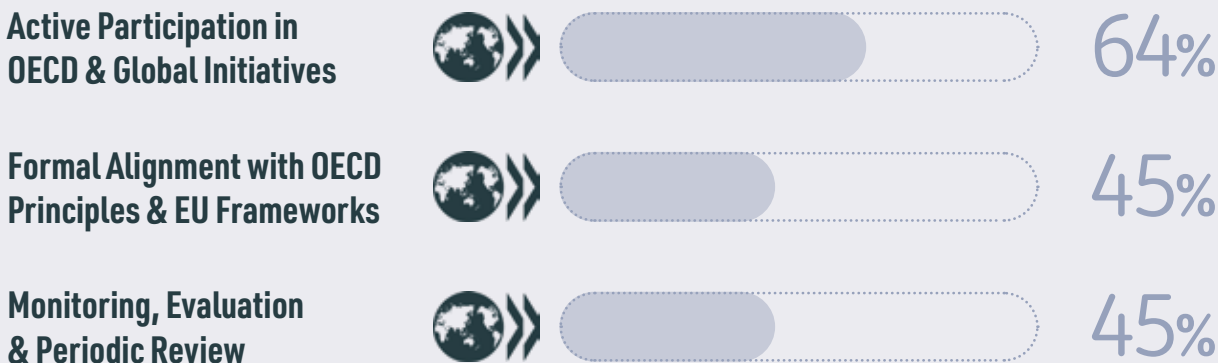 Active Participation in
OECD & Global Initiatives
64%
Formal Alignment with OECD
Principles & EU Frameworks
45%
Monitoring, Evaluation
& Periodic Review
45%